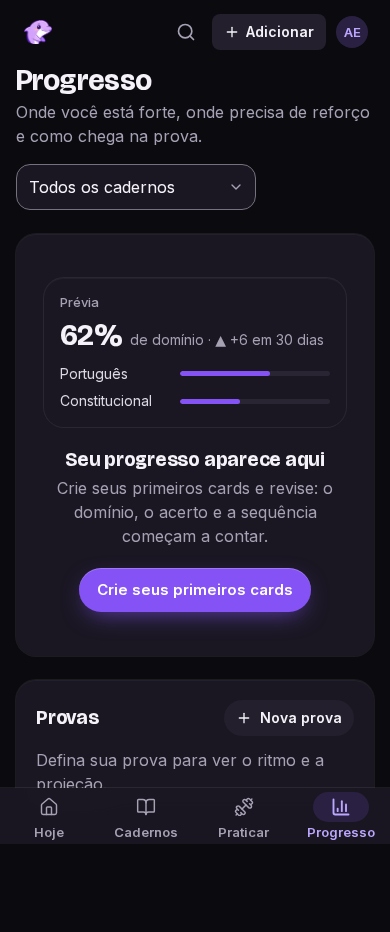 Adicionar
AE
Progresso
Onde você está forte, onde precisa de reforço
e como chega na prova.
Todos os cadernos
Prévia
62% de domínio · ▲ +6 em 30 dias
Português
Constitucional
Seu progresso aparece aqui
Crie seus primeiros cards e revise: o
domínio, o acerto e a sequência
começam a contar.
Crie seus primeiros cards
Provas
Nova prova
Defina sua prova para ver o ritmo e a
projeção
Hoje
Cadernos
Praticar
Progresso